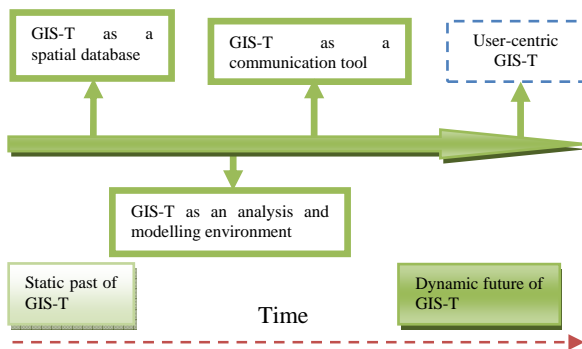 GIS-T as a
spatial database
GIS-T as a
communication tool
User-centric
GIS-T
GIS-T as an analysis and
modelling environment
Static past of
GIS-T
Time
Dynamic future of
GIS-T